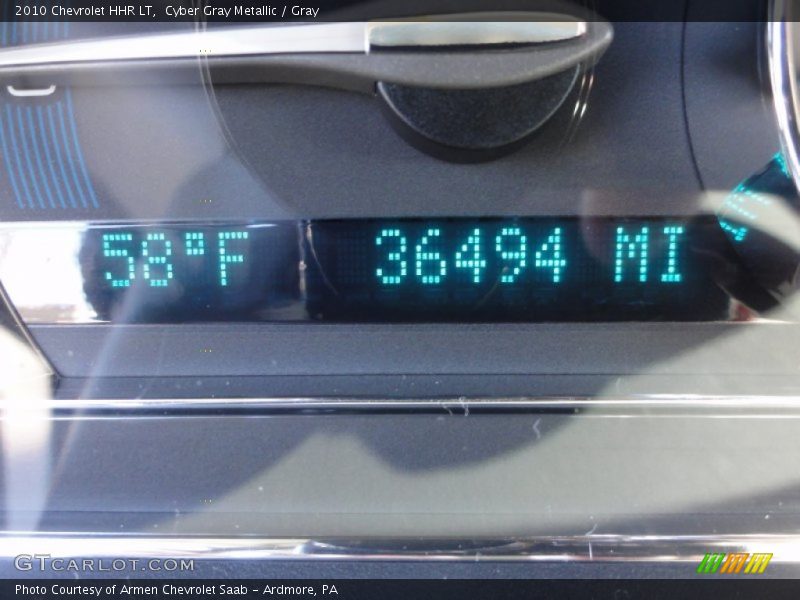 2010 Chevrolet HHR LT, Cyber Gray Metallic / Gray
58°F 36494 MI
GTCARLOT.COM
Photo Courtesy of Armen Chevrolet Saab - Ardmore, PA